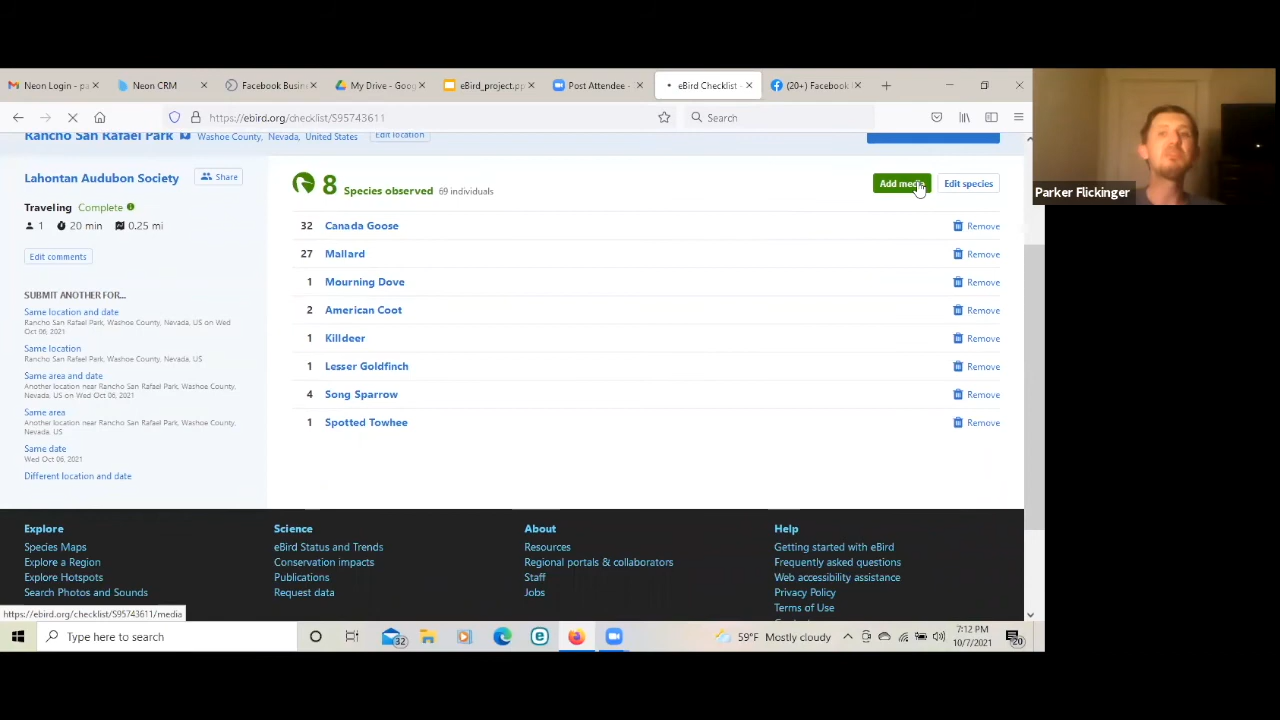 Neon Login - pa
Neon CRM
Facebook Busin
My Drive - Goog
eBird_project.pp
Post Attendee -
eBird Checklist -
(20+) Facebook
https://ebird.org/checklist/S95743611
Search
Rancho San Rafael Park
Washoe County, Nevada, United States
Edit location
Lahontan Audubon Society
Share
8 Species observed 69 individuals
Add media
Edit species
Traveling Complete
1 20 min 0.25 mi
Edit comments
32 Canada Goose Remove
27 Mallard Remove
1 Mourning Dove Remove
2 American Coot Remove
1 Killdeer Remove
1 Lesser Goldfinch Remove
4 Song Sparrow Remove
1 Spotted Towhee Remove
SUBMIT ANOTHER FOR...
Same location and date
Rancho San Rafael Park, Washoe County, Nevada, US on Wed
Oct 06, 2021
Same location
Rancho San Rafael Park, Washoe County, Nevada, US
Same area and date
Another location near Rancho San Rafael Park, Washoe County,
Nevada, US on Wed Oct 06, 2021
Same area
Another location near Rancho San Rafael Park, Washoe County,
Nevada, US
Same date
Wed Oct 06, 2021
Different location and date
Explore
Species Maps
Explore a Region
Explore Hotspots
Search Photos and Sounds
Science
eBird Status and Trends
Conservation impacts
Publications
Request data
About
Resources
Regional portals & collaborators
Staff
Jobs
Help
Getting started with eBird
Frequently asked questions
Web accessibility assistance
Privacy Policy
Terms of Use
https://ebird.org/checklist/S95743611/media
Type here to search
32
59°F Mostly cloudy
7:12 PM
10/7/2021
20
Parker Flickinger